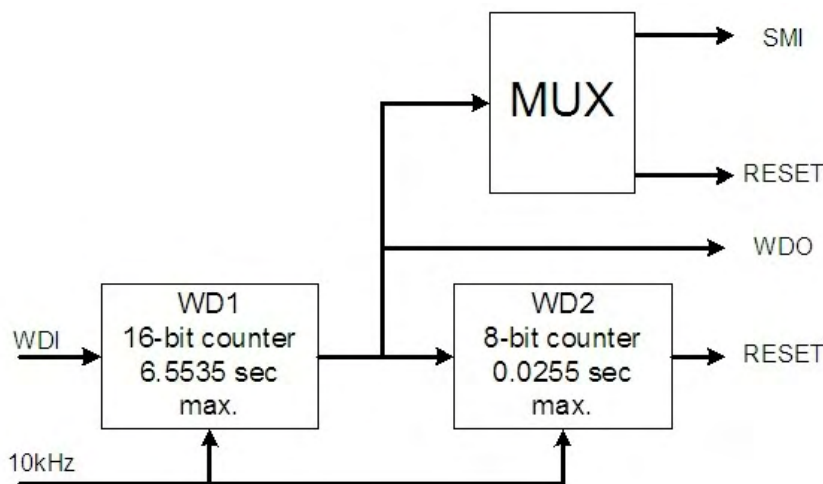 SMI
MUX
RESET
WDO
WD1
16-bit counter
6.5535 sec
max.
WD2
8-bit counter
0.0255 sec
max.
WDI
RESET
10kHz